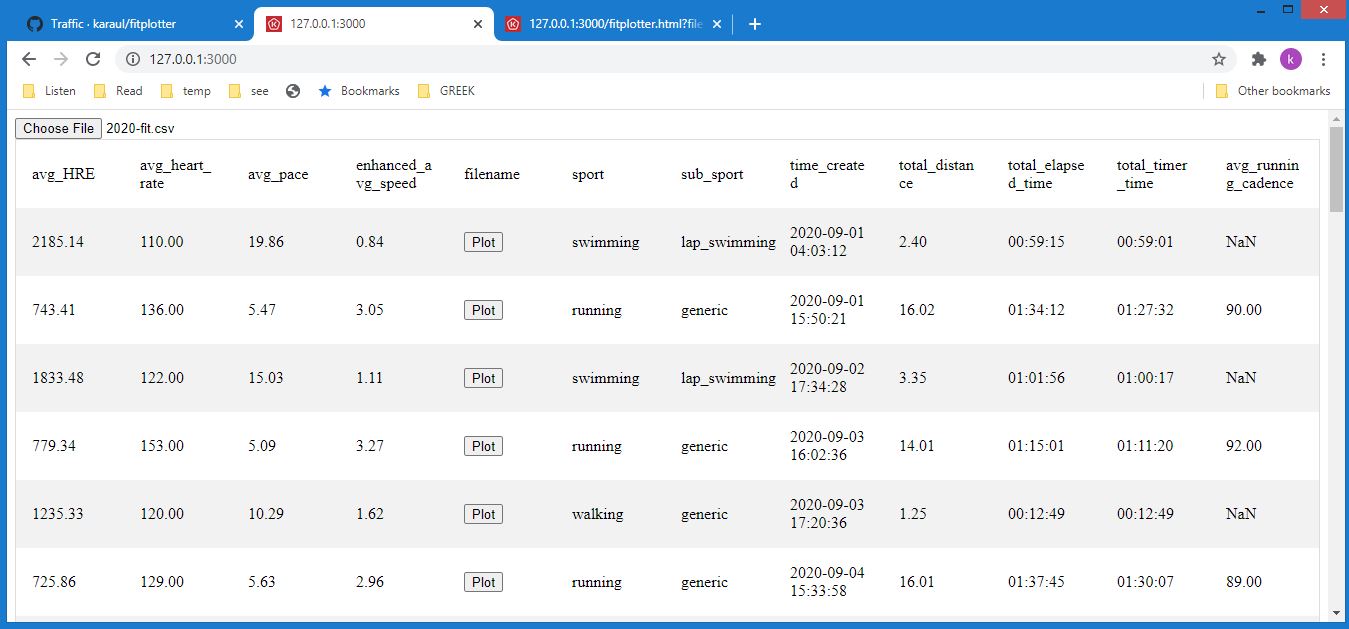 Traffic · karaul/fitplotter
127.0.0.1:3000
127.0.0.1:3000/fitplotter.html?file
127.0.0.1:3000
k
Listen Read temp see Bookmarks GREEK Other bookmarks
Choose File 2020-fit.csv
avg_HRE avg_heart_rate avg_pace enhanced_avg_speed filename sport sub_sport time_created total_distance total_elapsed_time total_timer_time avg_running_cadence
2185.14 110.00 19.86 0.84 Plot swimming lap_swimming 2020-09-01 04:03:12 2.40 00:59:15 00:59:01 NaN
743.41 136.00 5.47 3.05 Plot running generic 2020-09-01 15:50:21 16.02 01:34:12 01:27:32 90.00
1833.48 122.00 15.03 1.11 Plot swimming lap_swimming 2020-09-02 17:34:28 3.35 01:01:56 01:00:17 NaN
779.34 153.00 5.09 3.27 Plot running generic 2020-09-03 16:02:36 14.01 01:15:01 01:11:20 92.00
1235.33 120.00 10.29 1.62 Plot walking generic 2020-09-03 17:20:36 1.25 00:12:49 00:12:49 NaN
725.86 129.00 5.63 2.96 Plot running generic 2020-09-04 15:33:58 16.01 01:37:45 01:30:07 89.00